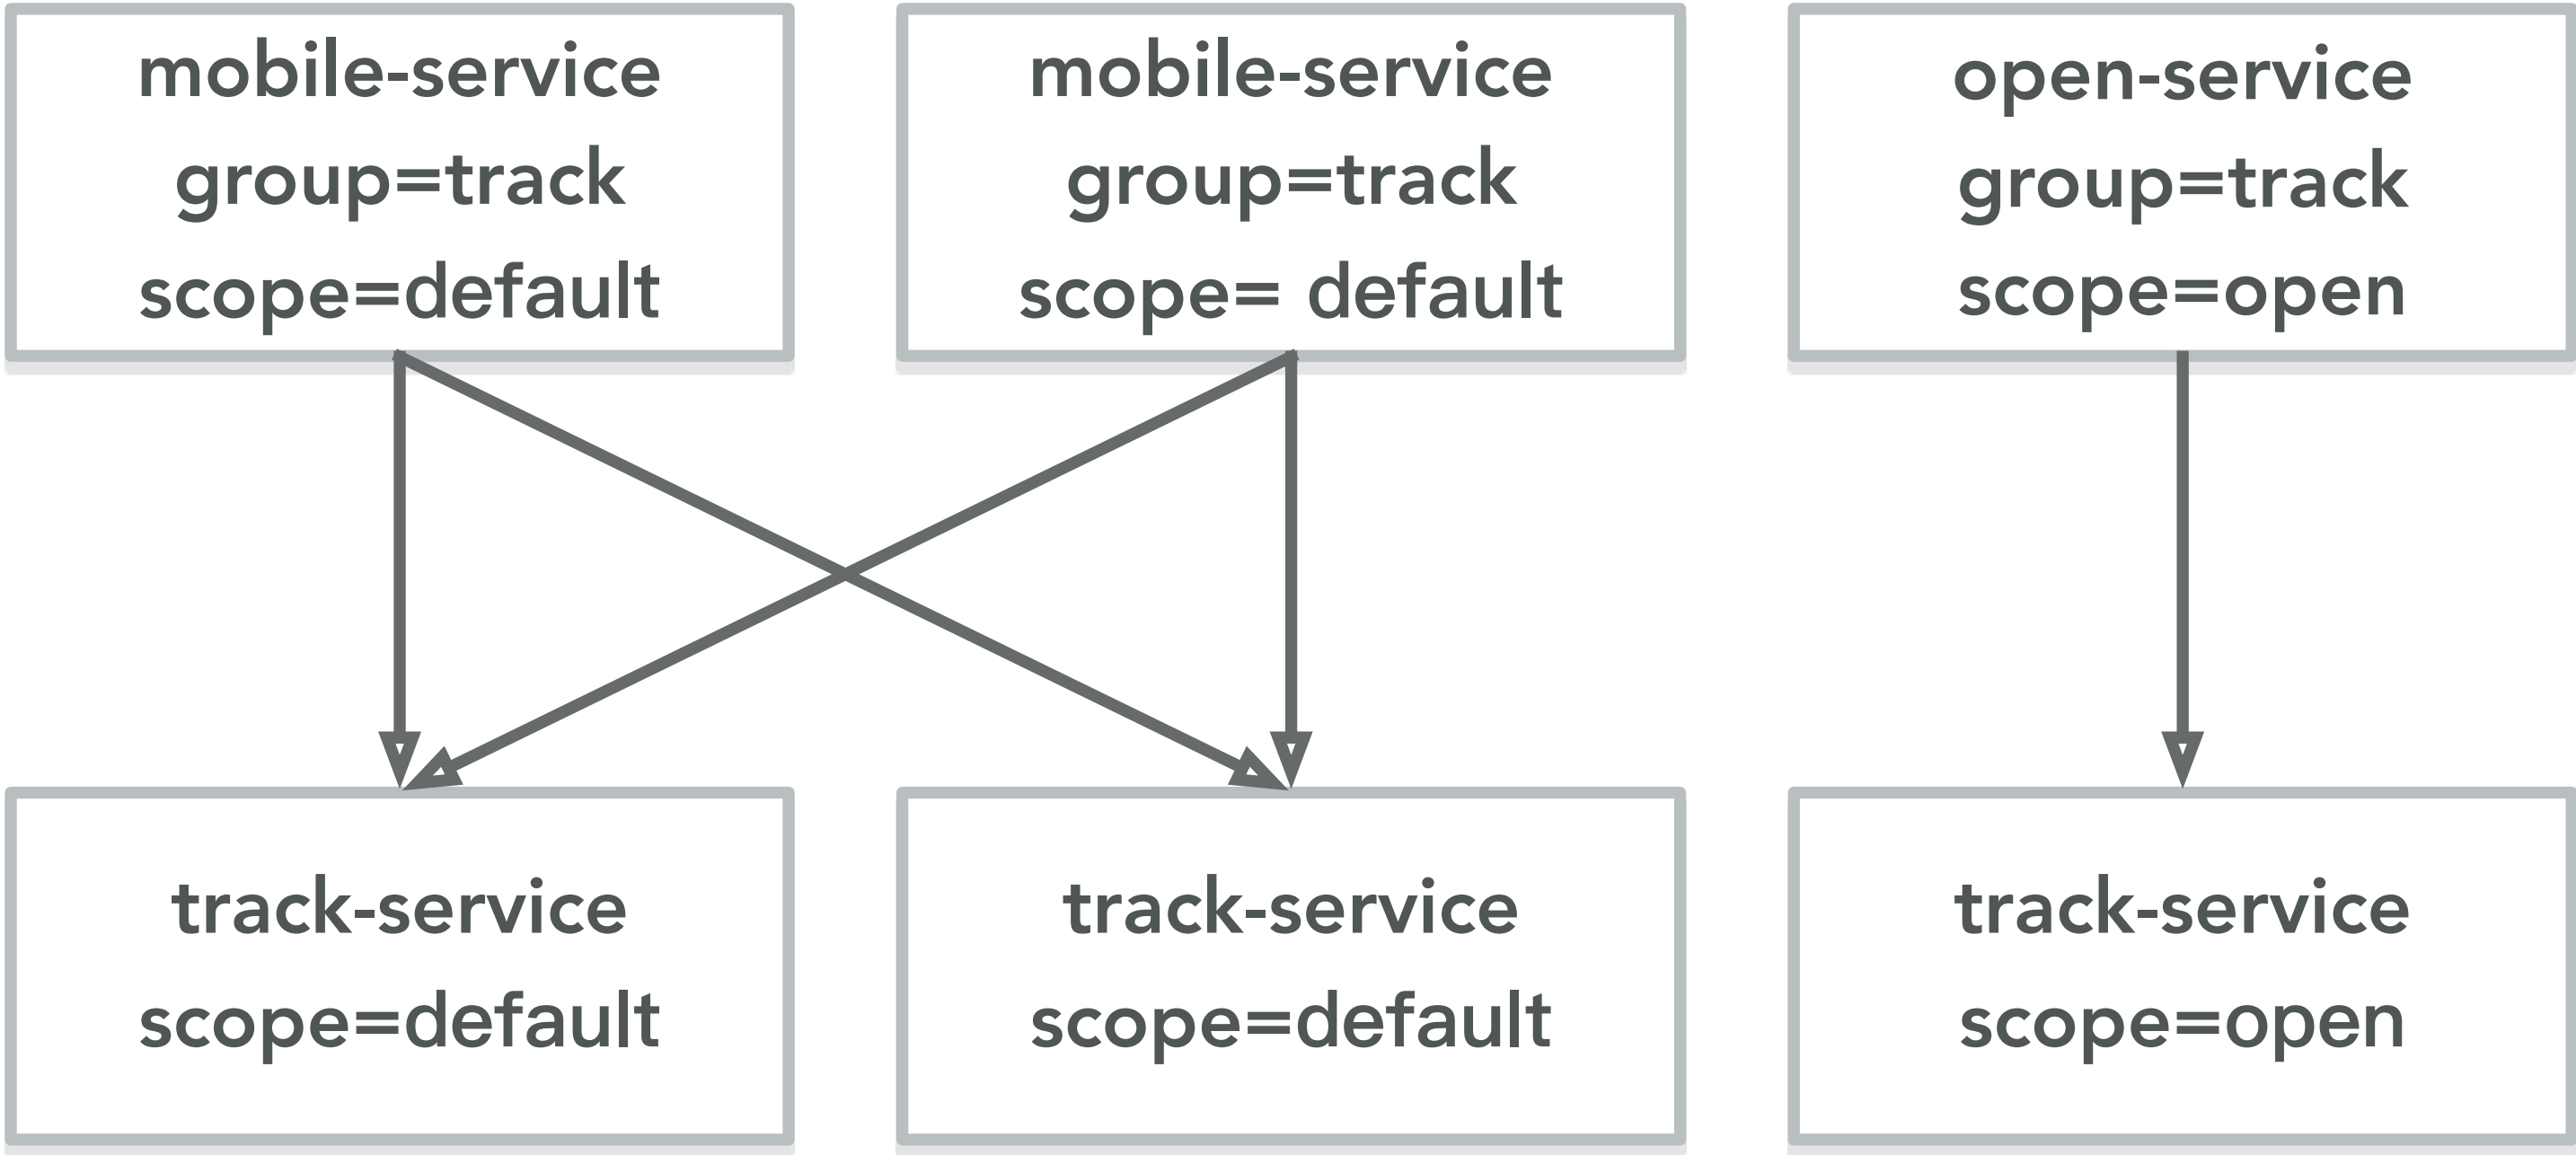 mobile-service
group=track
scope=default
mobile-service
group=track
scope= default
open-service
group=track
scope=open
track-service
scope=default
track-service
scope=default
track-service
scope=open